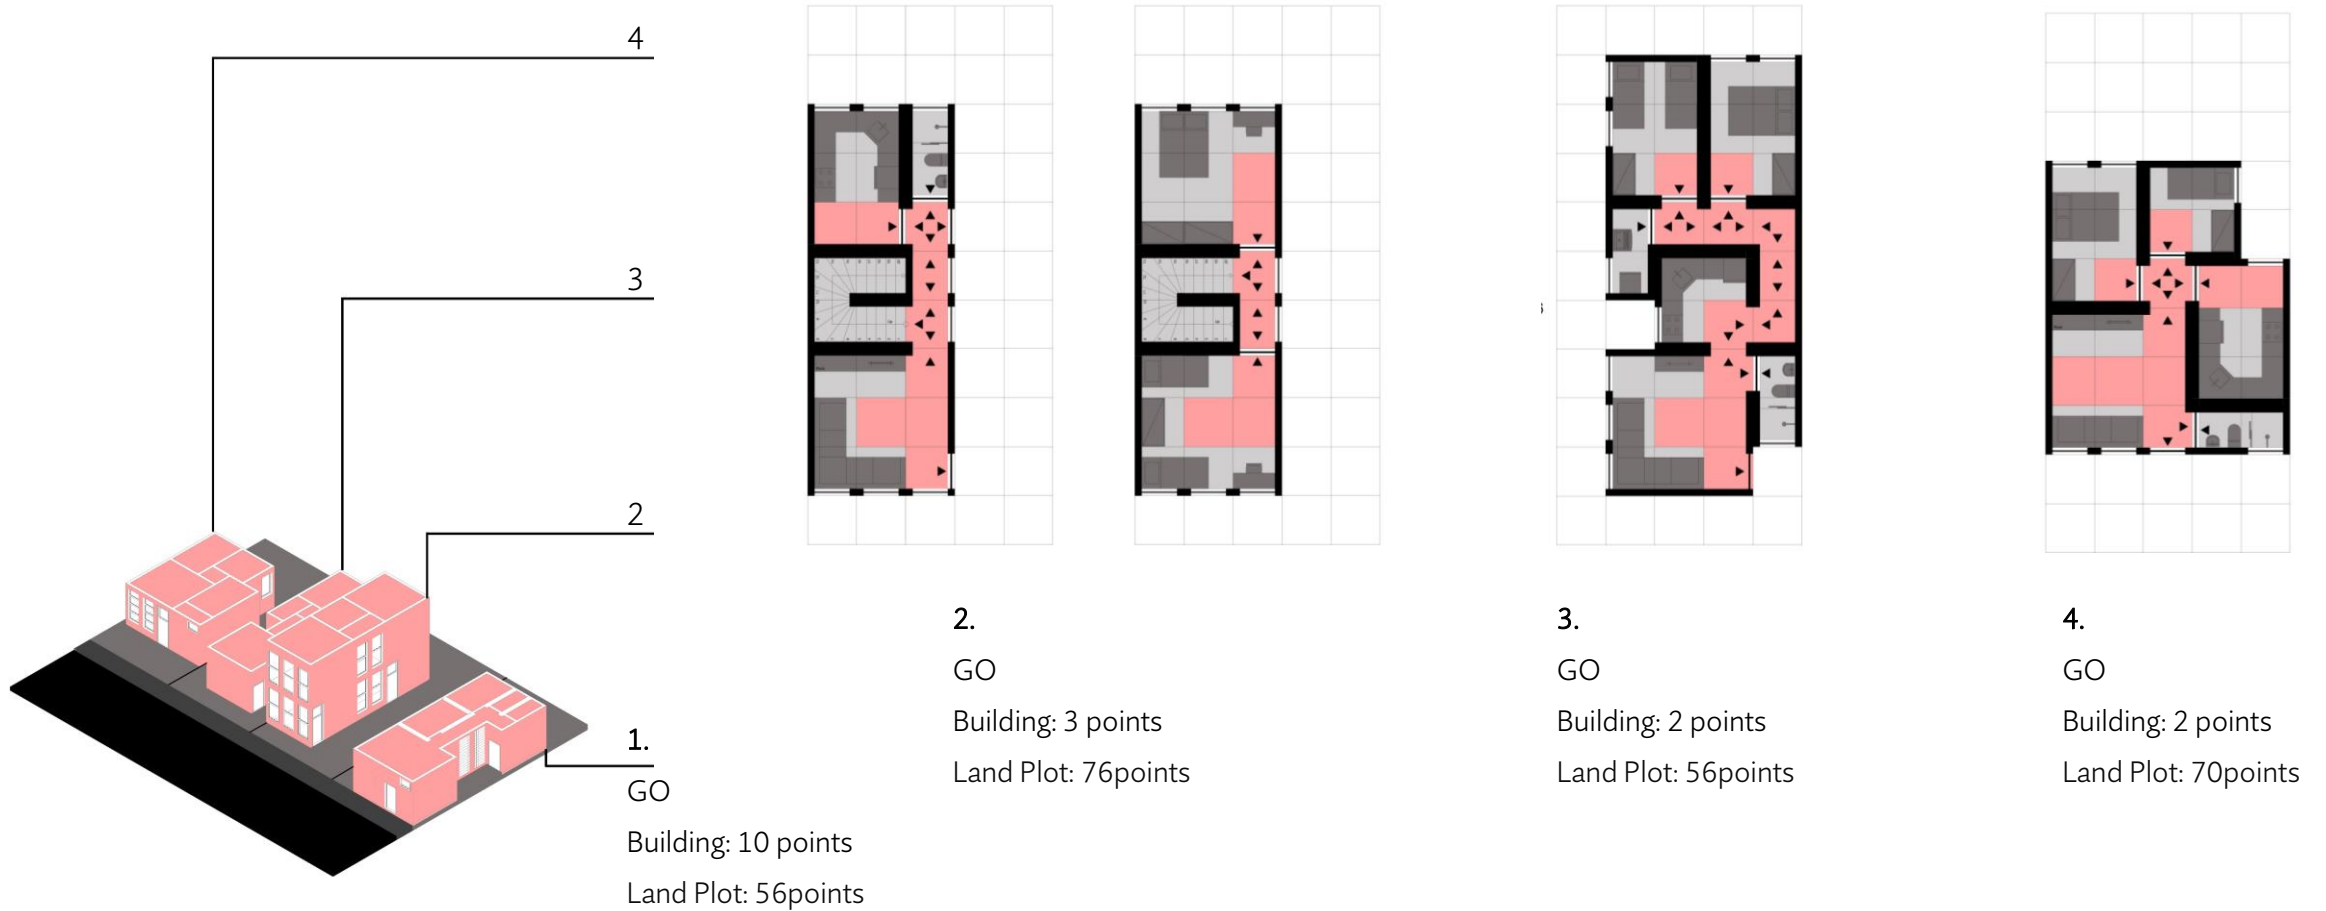 4
3
2
1.
GO
Building: 10 points
Land Plot: 56points
2.
GO
Building: 3 points
Land Plot: 76points
3.
GO
Building: 2 points
Land Plot: 56points
4.
GO
Building: 2 points
Land Plot: 70points